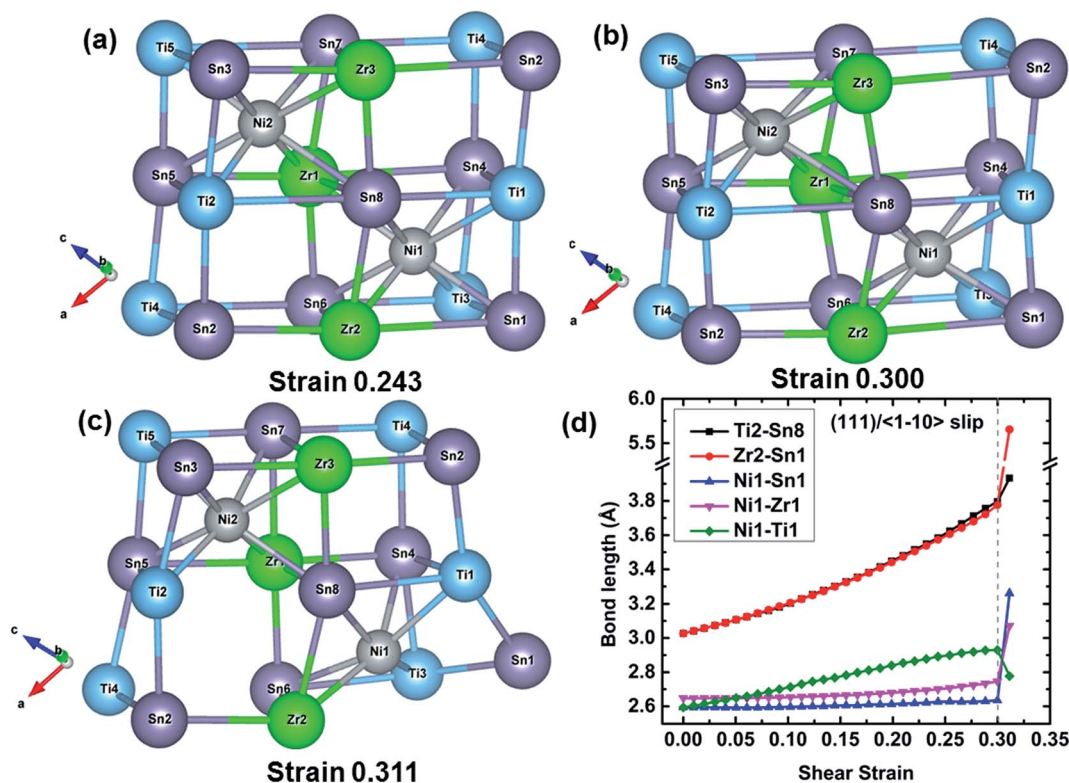 (a)
Ti5
Sn7
Ti4
Sn3
Zr3
Sn2
Ni2
Sn5
Zr1
Sn4
Ti2
Sn8
Ti1
Ni1
c
b
a
Ti4
Sn6
Ti3
Sn2
Zr2
Sn1
Strain 0.243
(b)
Ti5
Sn7
Ti4
Sn3
Zr3
Sn2
Ni2
Sn5
Zr1
Sn4
Ti2
Sn8
Ti1
Ni1
c
b
a
Ti4
Sn6
Ti3
Sn2
Zr2
Sn1
Strain 0.300
(c)
Ti5
Sn7
Ti4
Sn3
Zr3
Sn2
Ni2
Sn5
Zr1
Sn4
Ti2
Sn8
Ti1
Ni1
c
b
a
Ti4
Sn6
Ti3
Sn1
Sn2
Zr2
Strain 0.311
(d)
(111)/<1-10> slip
Ti2-Sn8
Zr2-Sn1
Ni1-Sn1
Ni1-Zr1
Ni1-Ti1
Bond length (Å)
6.0
5.5
3.8
3.6
3.4
3.2
3.0
2.8
2.6
0.00 0.05 0.10 0.15 0.20 0.25 0.30 0.35
Shear Strain